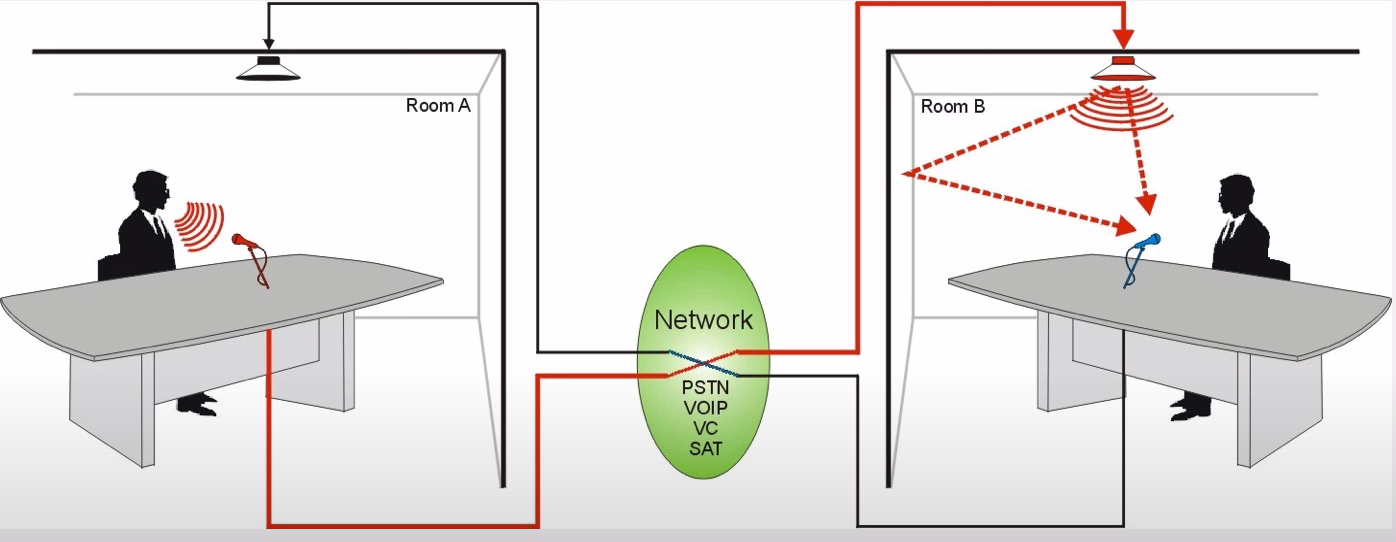 Room A
Room B
Network
PSTN
VOIP
VC
SAT